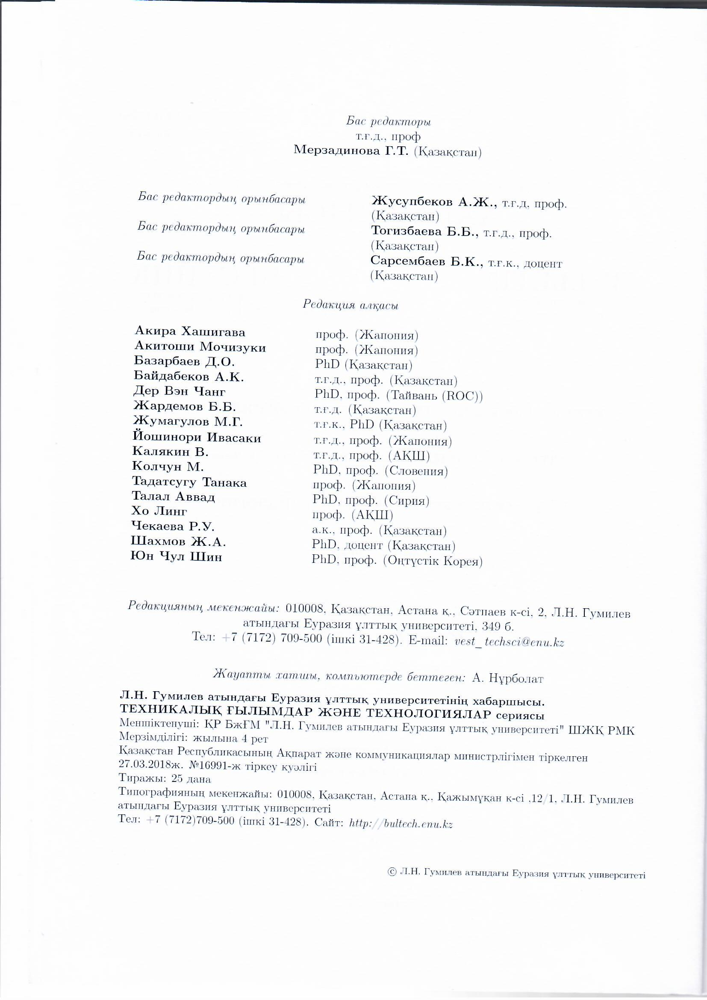 Бас редакторы
т.ғ.д., проф
Мерзадинова Г.Т. (Қазақстан)
Бас редактордың орынбасары Жусупбеков А.Ж., т.ғ.д, проф.
(Қазақстан)
Бас редактордың орынбасары Тогизбаева Б.Б., т.ғ.д., проф.
(Қазақстан)
Бас редактордың орынбасары Сарсембаев Б.К., т.ғ.к., доцент
(Қазақстан)
Редакция алқасы
Акира Хашигава проф. (Жапония)
Акитоши Мочизуки проф. (Жапония)
Базарбаев Д.О. PhD (Қазақстан)
Байдабеков А.К. т.ғ.д., проф. (Қазақстан)
Дер Вэн Чанг PhD, проф. (Тайвань (ROC))
Жардемов Б.Б. т.ғ.д. (Қазақстан)
Жумагулов М.Г. т.ғ.к., PhD (Қазақстан)
Йошинори Ивасаки т.ғ.д., проф. (Жапония)
Калякин В. т.ғ.д., проф. (АҚШ)
Колчун М. PhD, проф. (Словения)
Тадатсугу Танака проф. (Жапония)
Талал Аввад PhD, проф. (Сирия)
Хо Линг проф. (АҚШ)
Чекаева Р.У. а.к., проф. (Қазақстан)
Шахмов Ж.А. PhD, доцент (Қазақстан)
Юн Чул Шин PhD, проф. (Оңтүстік Корея)
Редакцияның мекенжайы: 010008, Қазақстан, Астана қ., Сәтпаев к-сі, 2, Л.Н. Гумилев
атындағы Еуразия ұлттық университеті, 349 б.
Тел: +7 (7172) 709-500 (ішкі 31-428). E-mail: vest_techsci@enu.kz
Жауапты хатшы, компьютерде беттеген: А. Нұрболат
Л.Н. Гумилев атындағы Еуразия ұлттық университетінің хабаршысы.
ТЕХНИКАЛЫҚ ҒЫЛЫМДАР ЖӘНЕ ТЕХНОЛОГИЯЛАР сериясы
Меншіктенуші: ҚР БжҒМ "Л.Н. Гумилев атындағы Еуразия ұлттық университеті" ШЖҚ РМК
Мерзімділігі: жылына 4 рет
Қазақстан Республикасының Ақпарат және коммуникациялар министрлігімен тіркелген
27.03.2018ж. №16991-ж тіркеу куәлігі
Тиражы: 25 дана
Типографияның мекенжайы: 010008, Қазақстан, Астана қ., Қажымұқан к-сі ,12/1, Л.Н. Гумилев
атындағы Еуразия ұлттық университеті
Тел: +7 (7172)709-500 (ішкі 31-428). Сайт: http://bultech.enu.kz
© Л.Н. Гумилев атындағы Еуразия ұлттық университеті